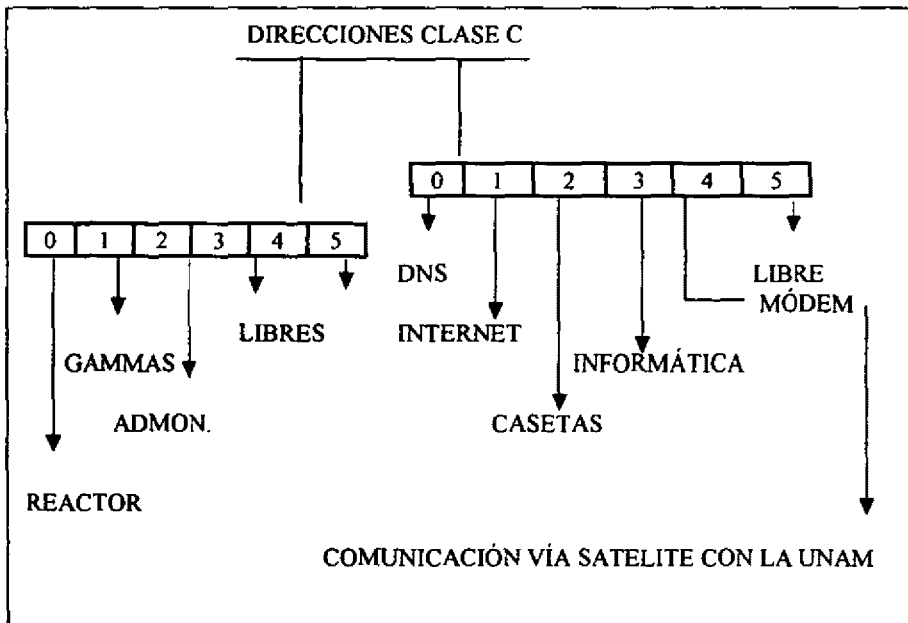 DIRECCIONES CLASE C
0 1 2 3 4 5
0 1 2 3 4 5
DNS
LIBRE
MÓDEM
LIBRES
INTERNET
GAMMAS
INFORMÁTICA
ADMON.
CASETAS
REACTOR
COMUNICACIÓN VÍA SATELITE CON LA UNAM